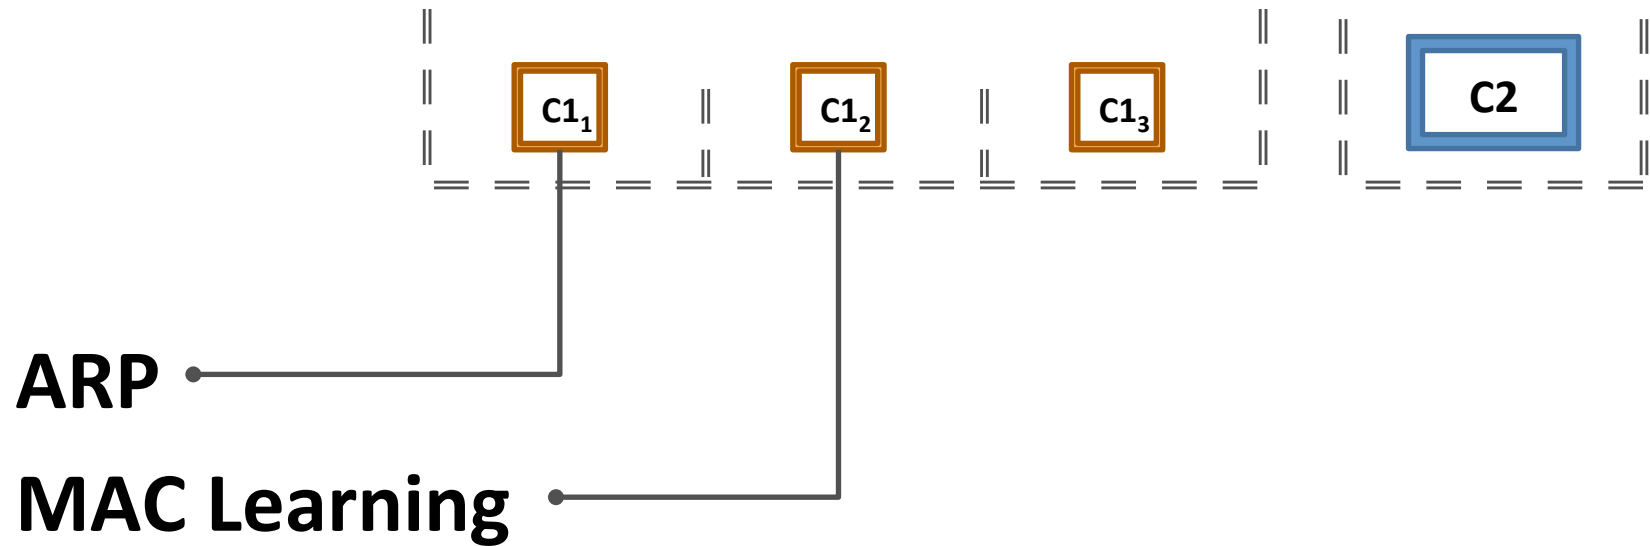 C1₁ C1₂ C1₃ C2
ARP
MAC Learning